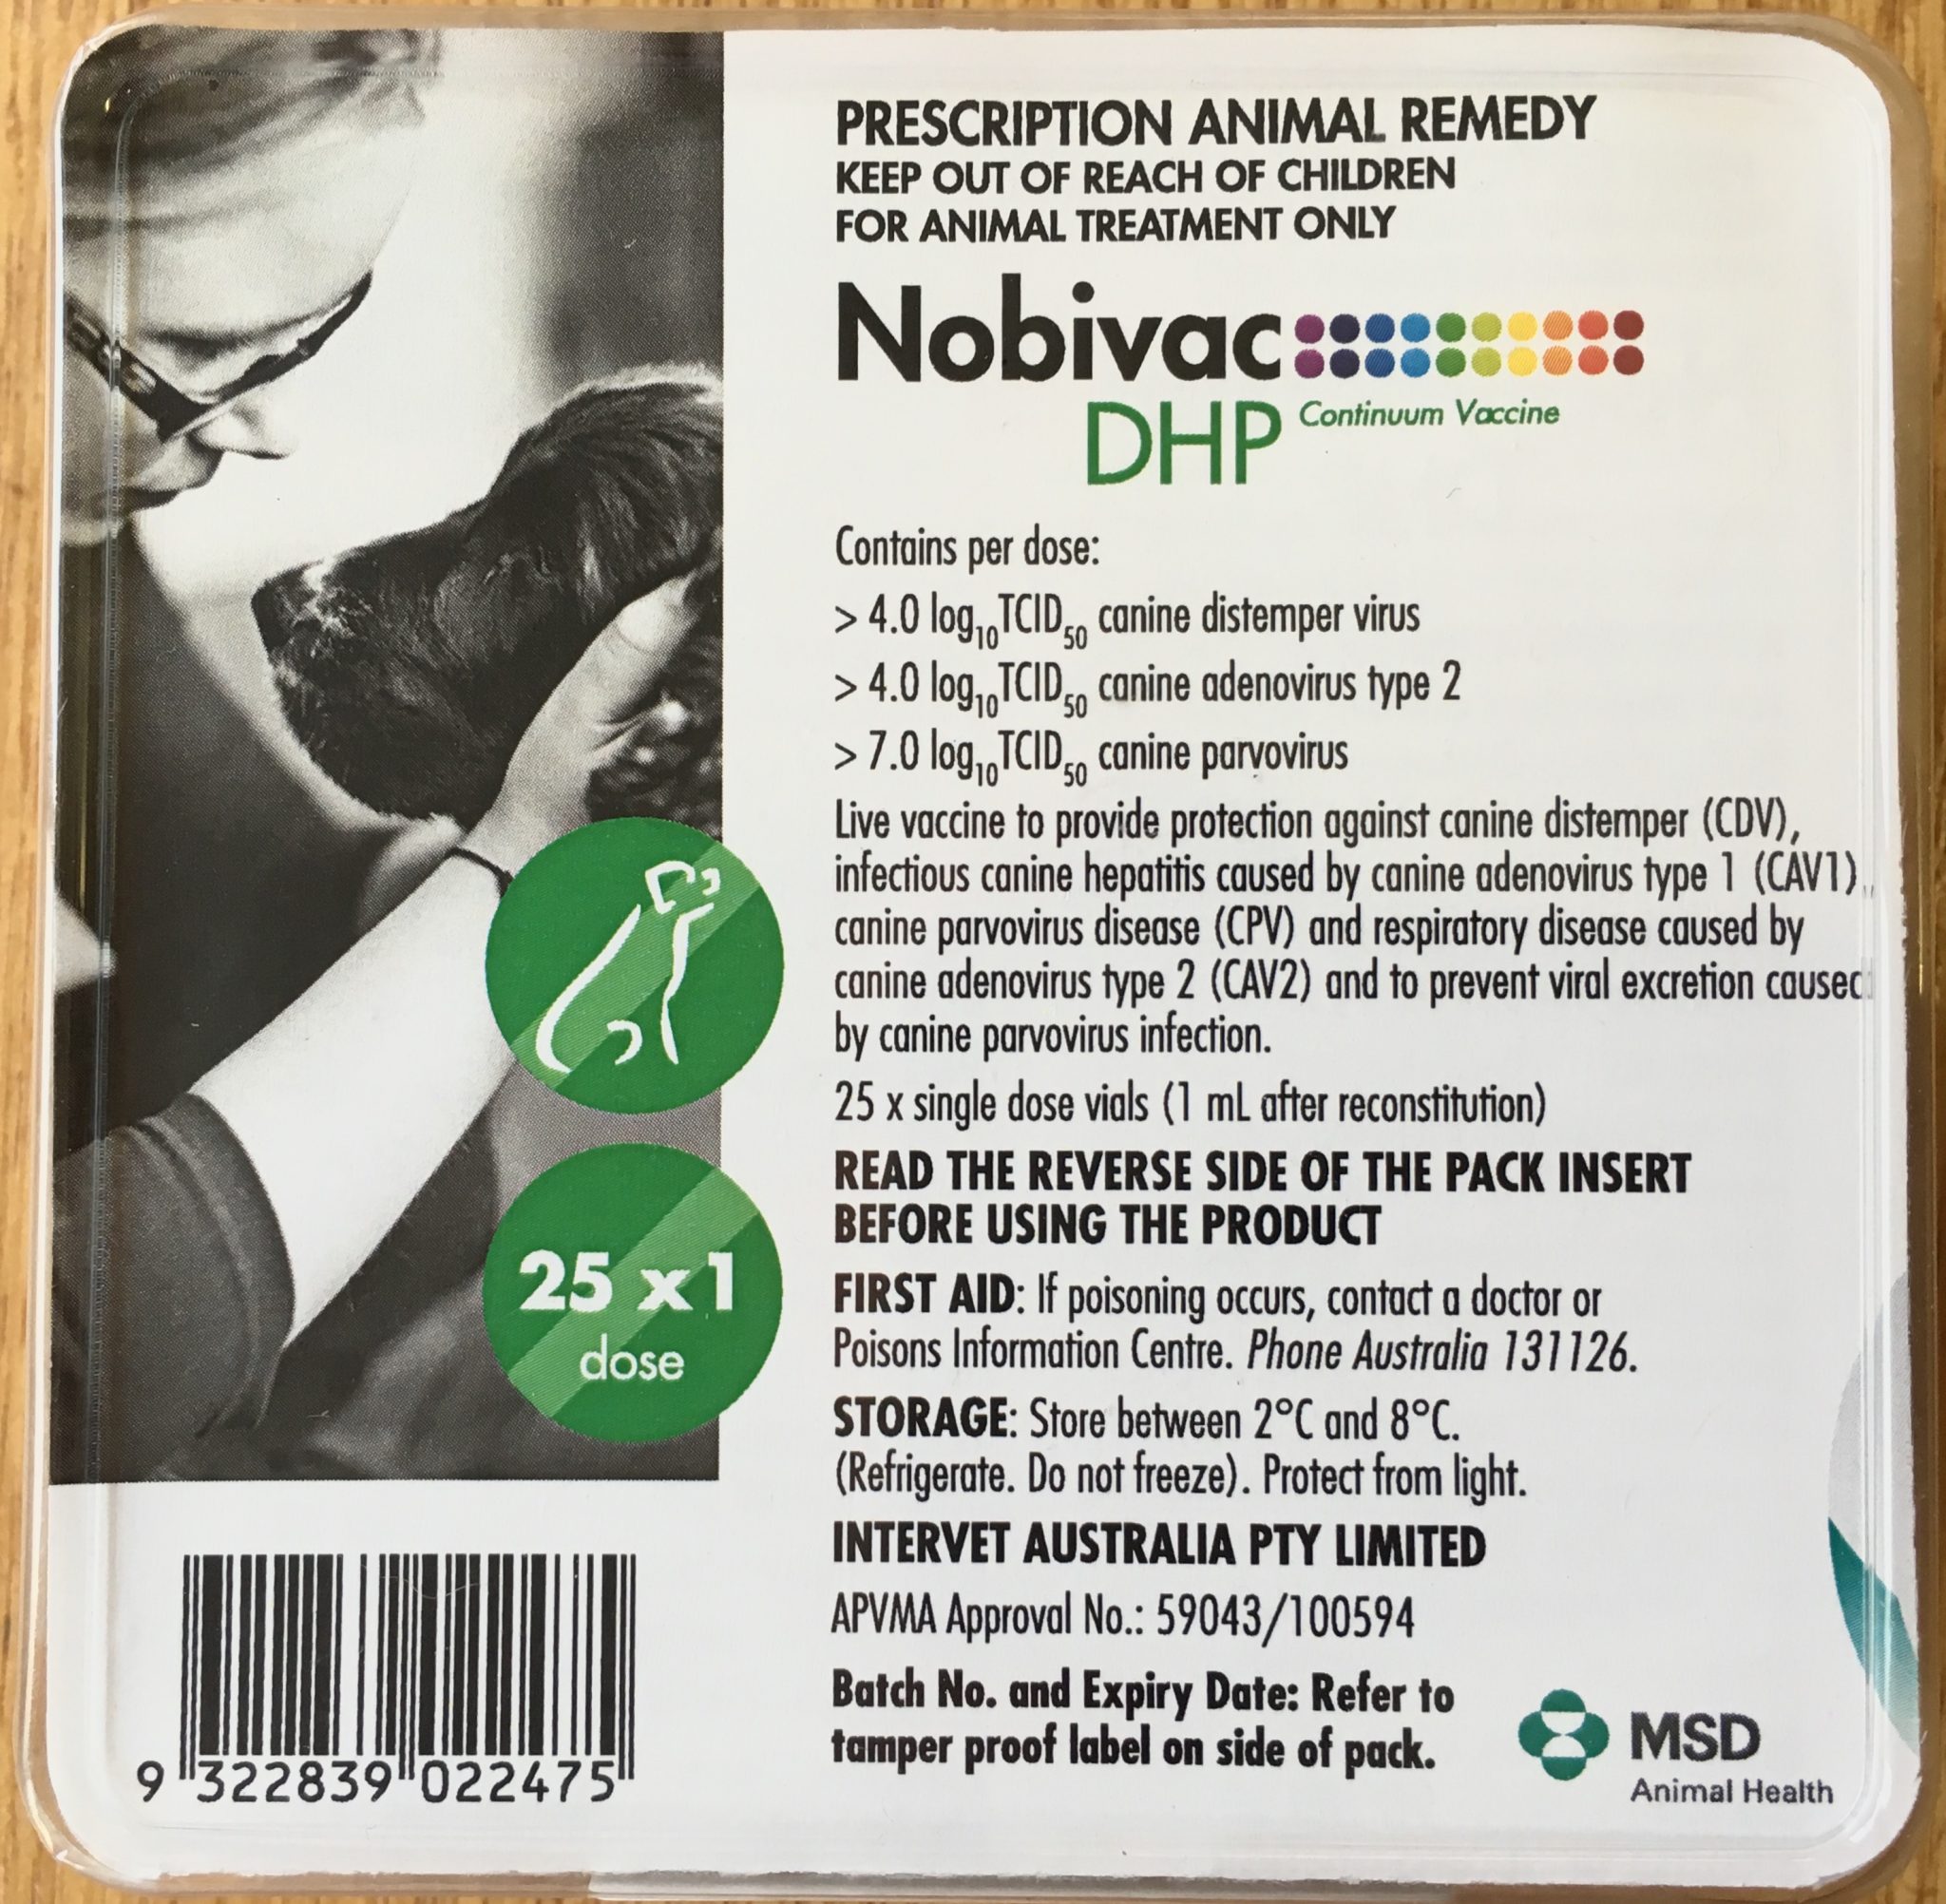 PRESCRIPTION ANIMAL REMEDY
KEEP OUT OF REACH OF CHILDREN
FOR ANIMAL TREATMENT ONLY
Nobivac
DHP Continuum Vaccine
Contains per dose:
> 4.0 log₁₀TCID₅₀ canine distemper virus
> 4.0 log₁₀TCID₅₀ canine adenovirus type 2
> 7.0 log₁₀TCID₅₀ canine parvovirus
Live vaccine to provide protection against canine distemper (CDV),
infectious canine hepatitis caused by canine adenovirus type 1 (CAV1),
canine parvovirus disease (CPV) and respiratory disease caused by
canine adenovirus type 2 (CAV2) and to prevent viral excretion caused
by canine parvovirus infection.
25 x single dose vials (1 mL after reconstitution)
READ THE REVERSE SIDE OF THE PACK INSERT
BEFORE USING THE PRODUCT
FIRST AID: If poisoning occurs, contact a doctor or
Poisons Information Centre. Phone Australia 131126.
STORAGE: Store between 2°C and 8°C.
(Refrigerate. Do not freeze). Protect from light.
INTERVET AUSTRALIA PTY LIMITED
APVMA Approval No.: 59043/100594
Batch No. and Expiry Date: Refer to
tamper proof label on side of pack.
MSD
Animal Health
25 x 1
dose
9 322839 022475